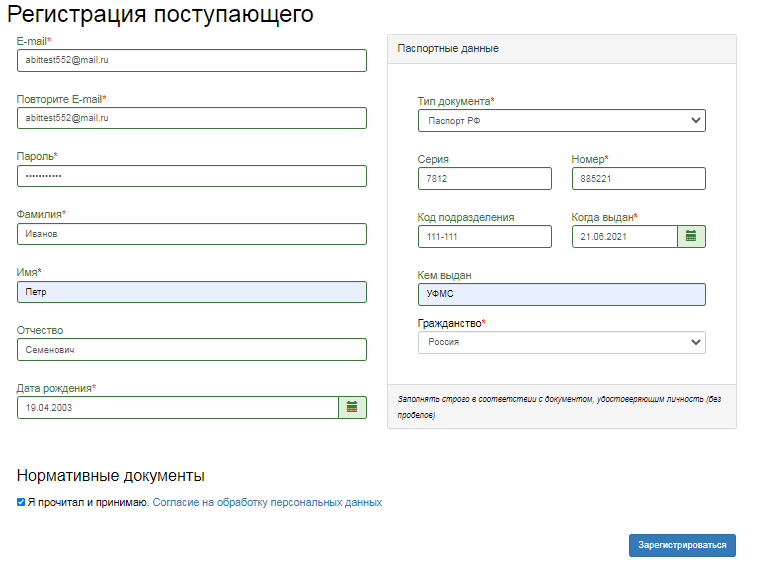 Регистрация поступающего
E-mail*
abittest552@mail.ru
Повторите E-mail*
abittest552@mail.ru
Пароль*
•••••••••••
Фамилия*
Иванов
Имя*
Петр
Отчество
Семенович
Дата рождения*
19.04.2003
Паспортные данные
Тип документа*
Паспорт РФ
Серия
Номер*
7812
885221
Код подразделения
Когда выдан*
111-111
21.06.2021
Кем выдан
УФМС
Гражданство*
Россия
Заполнять строго в соответствии с документом, удостоверяющим личность (без
пробелов)
Нормативные документы
Я прочитал и принимаю. Согласие на обработку персональных данных
Зарегистрироваться